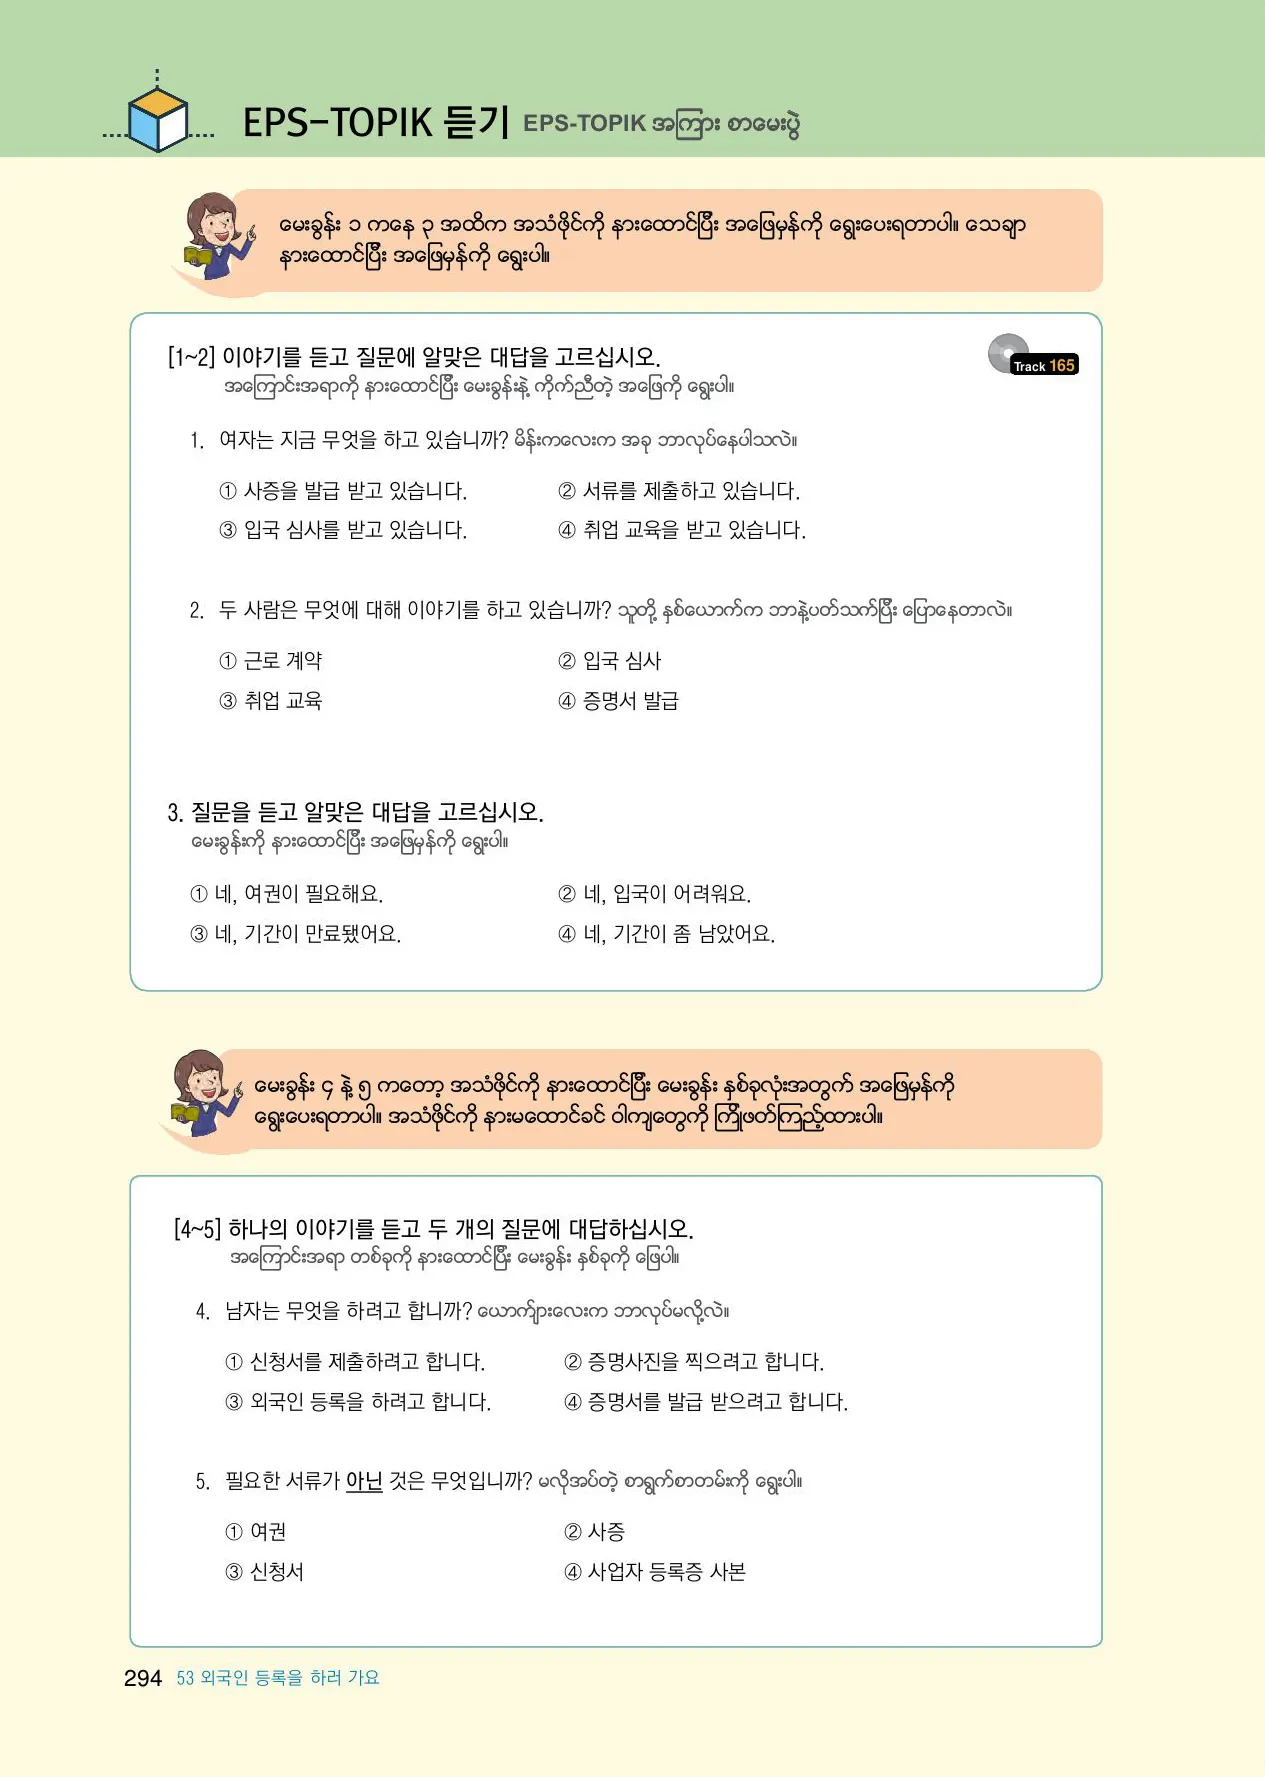 EPS-TOPIK 듣기 EPS-TOPIK အကြား စာမေးပွဲ
မေးခွန်း ၁ ကနေ ၃ အထိက အသံဖိုင်ကို နားထောင်ပြီး အဖြေမှန်ကို ရွေးပေးရတာပါ။ သေချာ
နားထောင်ပြီး အဖြေမှန်ကို ရွေးပါ။
[1~2] 이야기를 듣고 질문에 알맞은 대답을 고르십시오.
Track 165
အကြောင်းအရာကို နားထောင်ပြီး မေးခွန်းနဲ့ ကိုက်ညီတဲ့ အဖြေကို ရွေးပါ။
1. 여자는 지금 무엇을 하고 있습니까? မိန်းကလေးက အခု ဘာလုပ်နေပါသလဲ။
① 사증을 발급 받고 있습니다. ② 서류를 제출하고 있습니다.
③ 입국 심사를 받고 있습니다. ④ 취업 교육을 받고 있습니다.
2. 두 사람은 무엇에 대해 이야기를 하고 있습니까? သူတို့ နှစ်ယောက်က ဘာနဲ့ပတ်သက်ပြီး ပြောနေတာလဲ။
① 근로 계약 ② 입국 심사
③ 취업 교육 ④ 증명서 발급
3. 질문을 듣고 알맞은 대답을 고르십시오.
မေးခွန်းကို နားထောင်ပြီး အဖြေမှန်ကို ရွေးပါ။
① 네, 여권이 필요해요. ② 네, 입국이 어려워요.
③ 네, 기간이 만료됐어요. ④ 네, 기간이 좀 남았어요.
မေးခွန်း ၄ နဲ့ ၅ ကတော့ အသံဖိုင်ကို နားထောင်ပြီး မေးခွန်း နှစ်ခုလုံးအတွက် အဖြေမှန်ကို
ရွေးပေးရတာပါ။ အသံဖိုင်ကို နားမထောင်ခင် ဝါကျတွေကို ကြိုဖတ်ကြည့်ထားပါ။
[4~5] 하나의 이야기를 듣고 두 개의 질문에 대답하십시오.
အကြောင်းအရာ တစ်ခုကို နားထောင်ပြီး မေးခွန်း နှစ်ခုကို ဖြေပါ။
4. 남자는 무엇을 하려고 합니까? ယောကျ်ားလေးက ဘာလုပ်မလို့လဲ။
① 신청서를 제출하려고 합니다. ② 증명사진을 찍으려고 합니다.
③ 외국인 등록을 하려고 합니다. ④ 증명서를 발급 받으려고 합니다.
5. 필요한 서류가 아닌 것은 무엇입니까? မလိုအပ်တဲ့ စာရွက်စာတမ်းကို ရွေးပါ။
① 여권 ② 사증
③ 신청서 ④ 사업자 등록증 사본
294 53 외국인 등록을 하러 가요